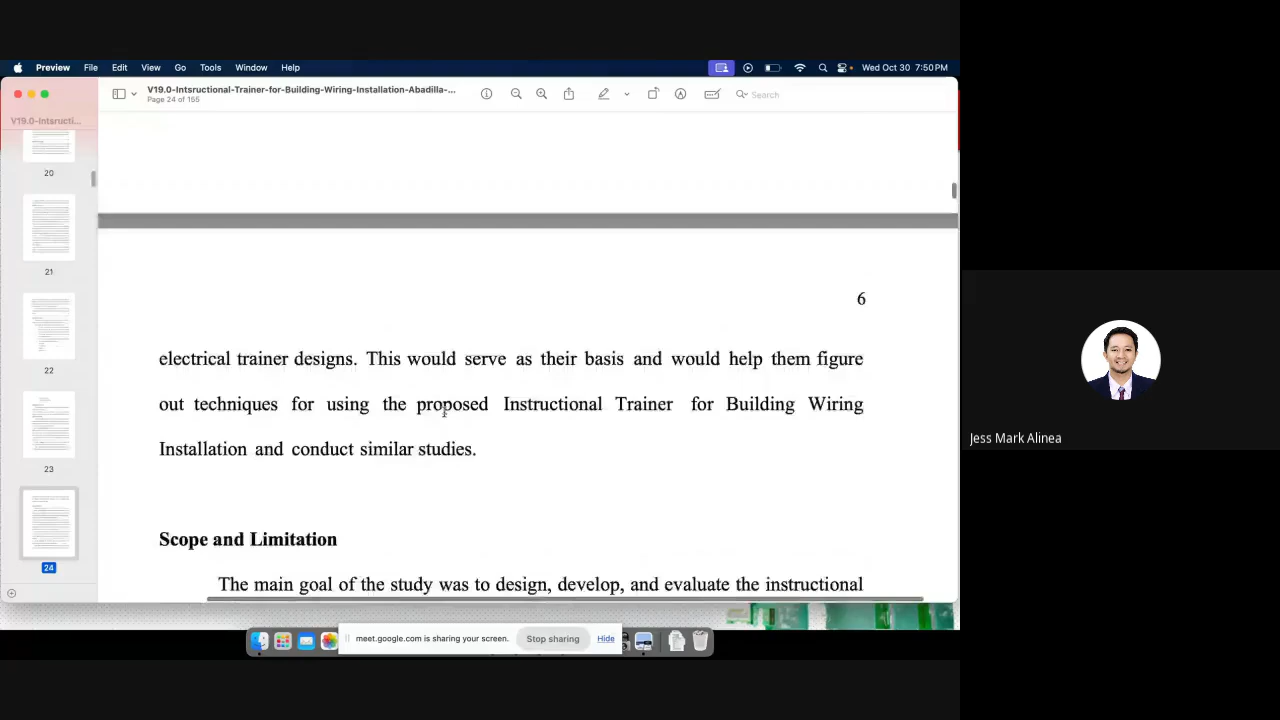 Preview File Edit View Go Tools Window Help Wed Oct 30 7:50 PM
V19.0-Intsructional-Trainer-for-Building-Wiring-Installation-Abadilla-...
Page 24 of 155
Search
V19.0-Intsructi...
20
21
22
23
24
6
electrical trainer designs. This would serve as their basis and would help them figure
out techniques for using the proposed Instructional Trainer for Building Wiring
Installation and conduct similar studies.
Scope and Limitation
The main goal of the study was to design, develop, and evaluate the instructional
meet.google.com is sharing your screen. Stop sharing Hide
Jess Mark Alinea